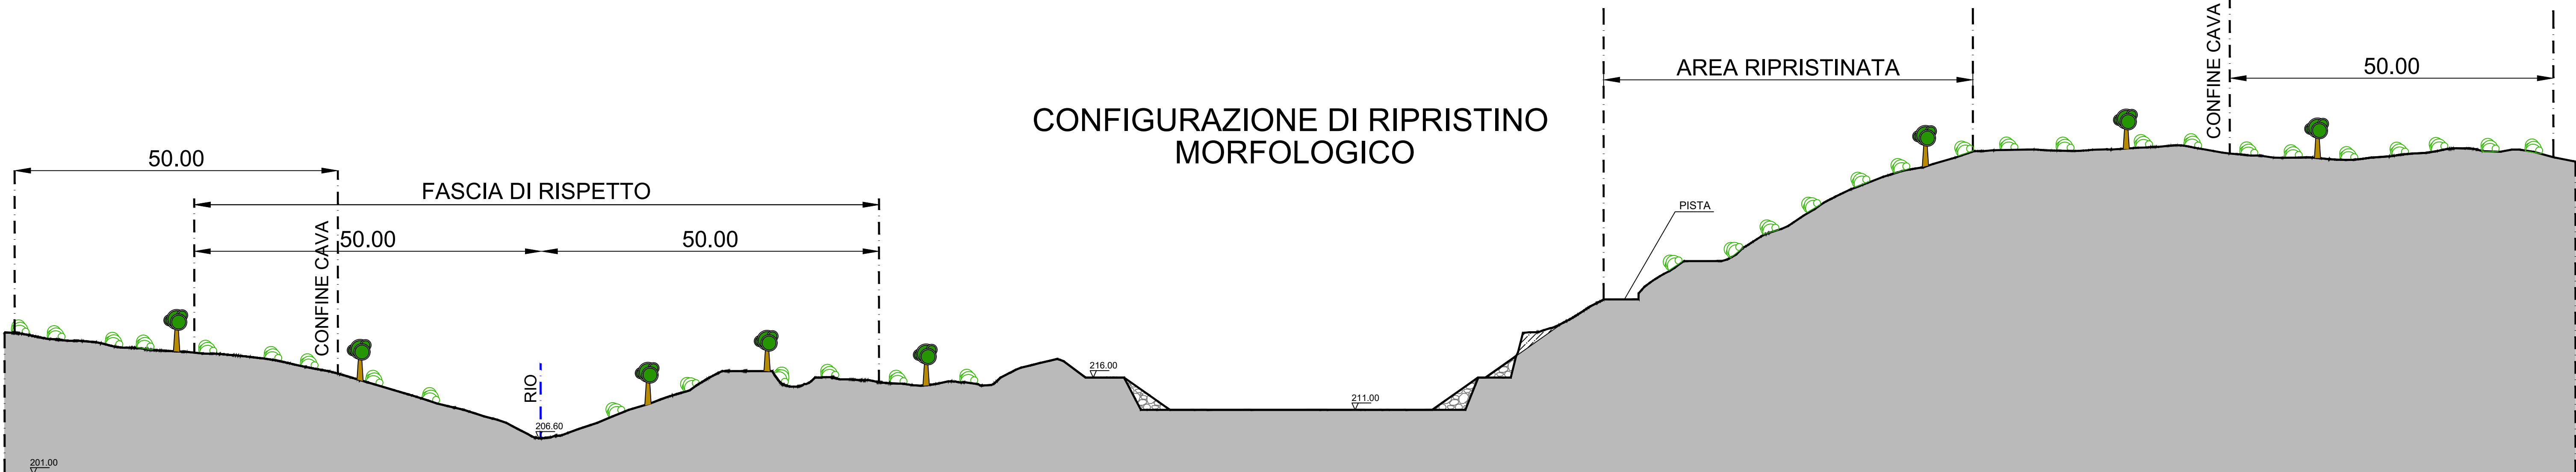 CONFINE CAVA
AREA RIPRISTINATA
50.00
CONFIGURAZIONE DI RIPRISTINO
MORFOLOGICO
50.00
FASCIA DI RISPETTO
PISTA
CONFINE CAVA
50.00
50.00
RIO
216.00
211.00
206.60
201.00